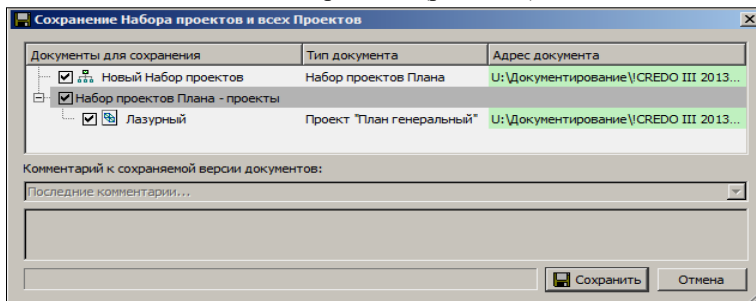 Сохранение Набора проектов и всех Проектов
Документы для сохранения Тип документа Адрес документа
Новый Набор проектов Набор проектов Плана U:\Документирование\!CREDO III 2013...
Набор проектов Плана - проекты
Лазурный Проект "План генеральный" U:\Документирование\!CREDO III 2013...
Комментарий к сохраняемой версии документов:
Последние комментарии...
Сохранить Отмена